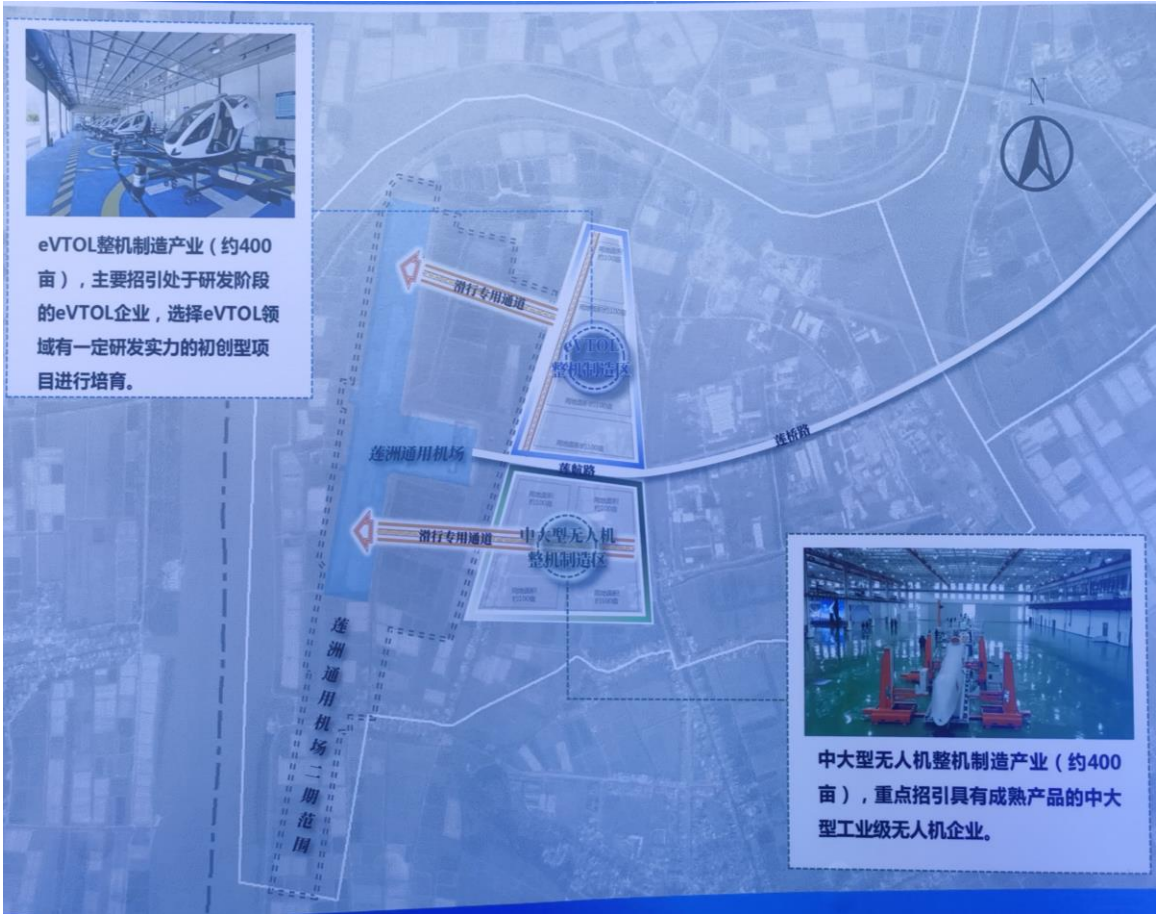 eVTOL整机制造产业（约400
亩），主要招引处于研发阶段
的eVTOL企业，选择eVTOL领
域有一定研发实力的初创型项
目进行培育。
N
滑行专用通道
eVTOL
整机制造区
莲桥路
莲洲通用机场
莲航路
滑行专用通道
中大型无人机
整机制造区
莲洲通用机场二期范围
中大型无人机整机制造产业（约400
亩），重点招引具有成熟产品的中大
型工业级无人机企业。